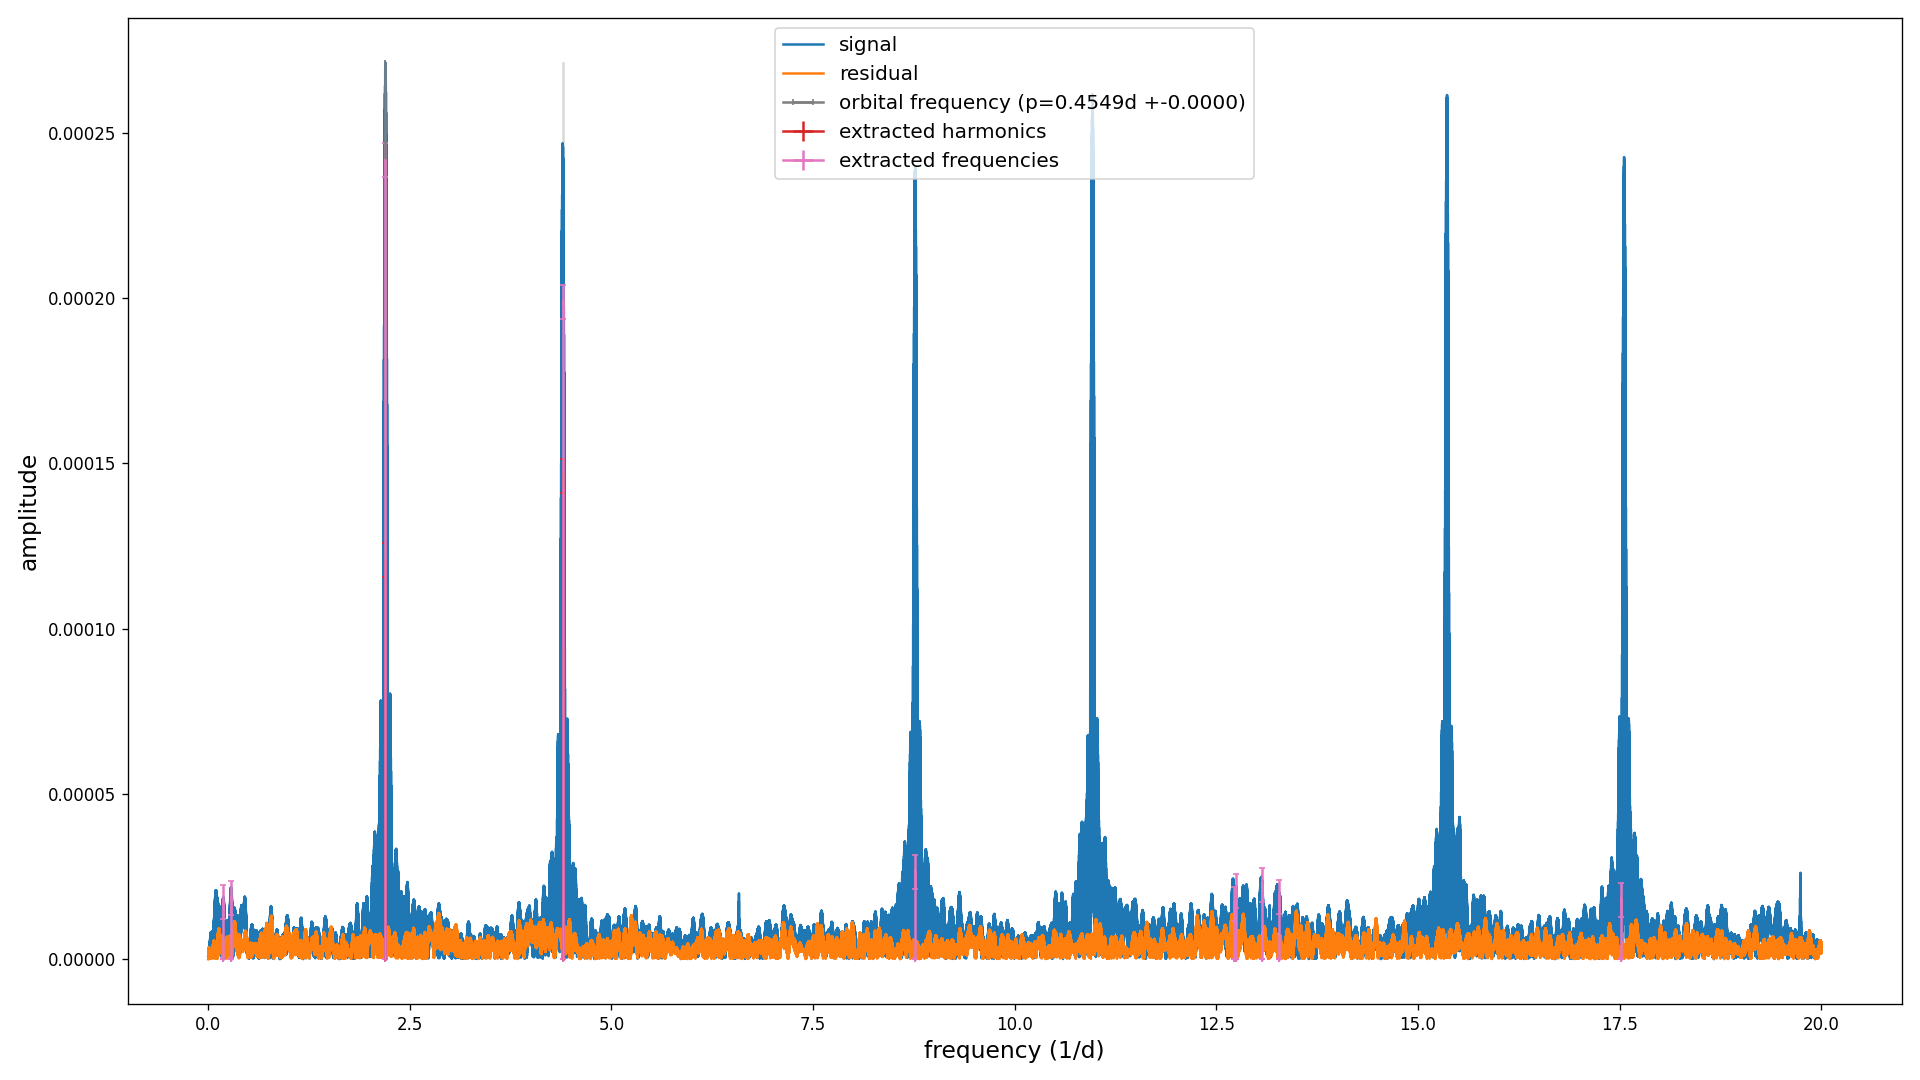 signal
residual
orbital frequency (p=0.4549d +-0.0000)
extracted harmonics
extracted frequencies
amplitude
0.00025
0.00020
0.00015
0.00010
0.00005
0.00000
0.0 2.5 5.0 7.5 10.0 12.5 15.0 17.5 20.0
frequency (1/d)